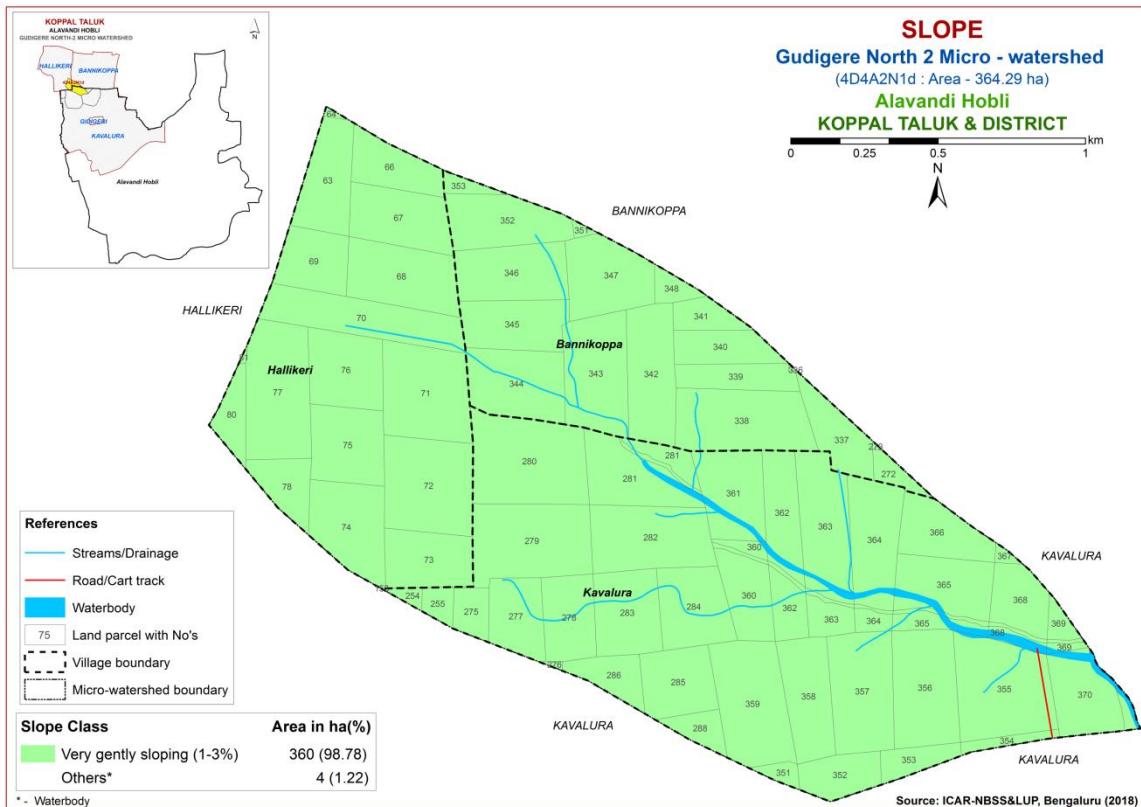 KOPPAL TALUK
ALAVANDI HOBLI
GUDIGERE NORTH-2 MICRO WATERSHED
N
HALLIKERI
BANNIKOPPA
GIDIGERI
KAVALURA
Alavandi Hobli
SLOPE
Gudigere North 2 Micro - watershed
(4D4A2N1d : Area - 364.29 ha)
Alavandi Hobli
KOPPAL TALUK & DISTRICT
km
0 0.25 0.5 1
N
64
66
63
353
67
352
BANNIKOPPA
351
69
68
346
347
348
HALLIKERI
70
345
341
Bannikoppa
340
Hallikeri
76
77
71
344
343
342
339
80
338
337
75
280
281
281
272
78
72
361
362
363
74
279
282
360
364
366
KAVALURA
73
367
254
255
275
277
278
Kavalura
283
284
360
362
363
364
365
365
368
369
368
369
286
285
359
358
357
356
355
370
288
KAVALURA
354
353
352
351
KAVALURA
References
Streams/Drainage
Road/Cart track
Waterbody
75 Land parcel with No's
Village boundary
Micro-watershed boundary
Slope Class Area in ha(%)
Very gently sloping (1-3%) 360 (98.78)
Others* 4 (1.22)
* - Waterbody
Source: ICAR-NBSS&LUP, Bengaluru (2018)